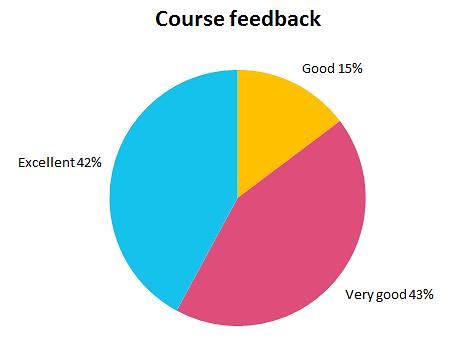 Course feedback
Good 15%
Excellent 42%
Very good 43%